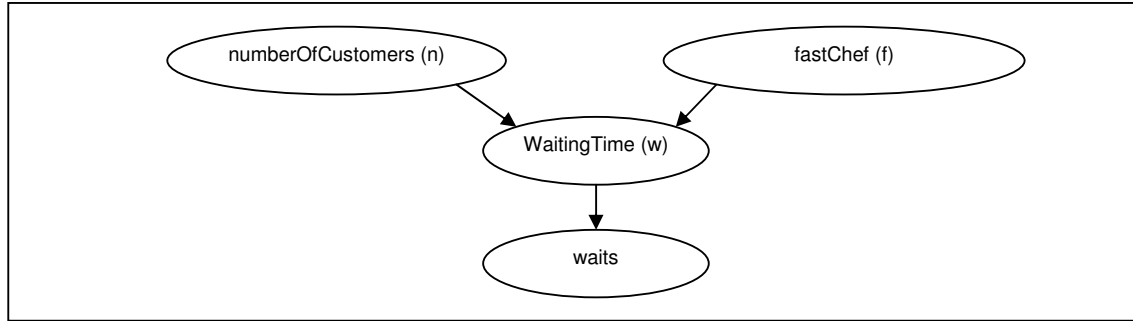 numberOfCustomers (n)
fastChef (f)
WaitingTime (w)
waits